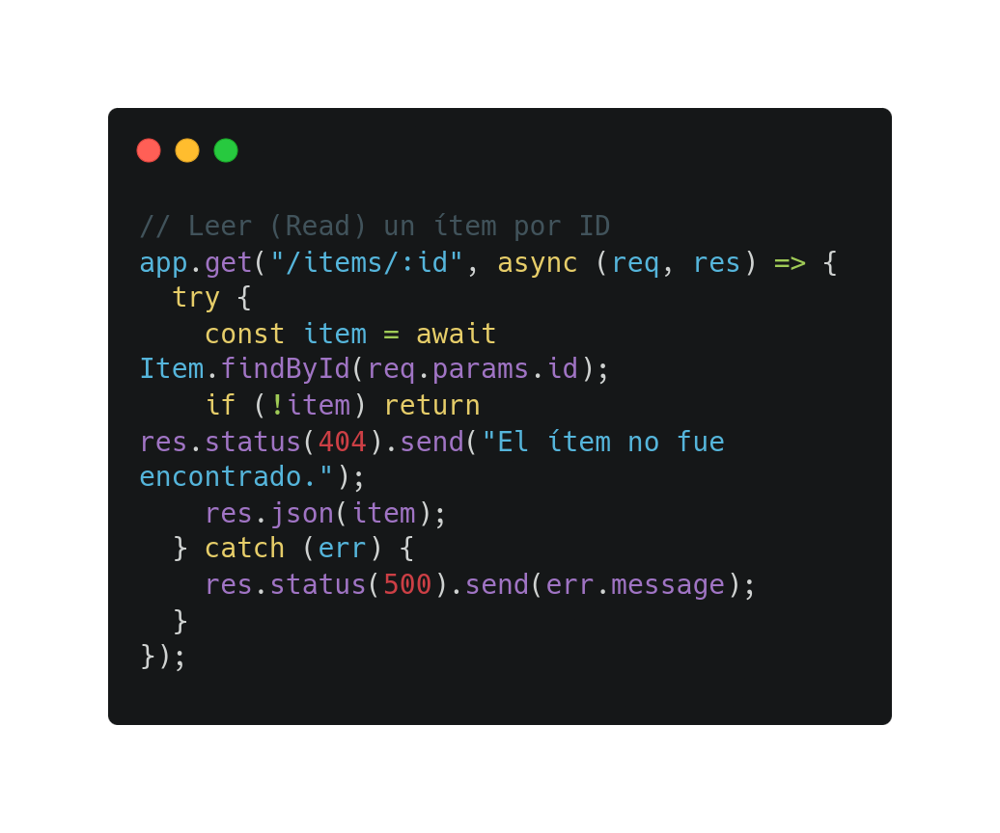 // Leer (Read) un ítem por ID
app.get("/items/:id", async (req, res) => {
  try {
    const item = await
Item.findById(req.params.id);
    if (!item) return
res.status(404).send("El ítem no fue
encontrado.");
    res.json(item);
  } catch (err) {
    res.status(500).send(err.message);
  }
});